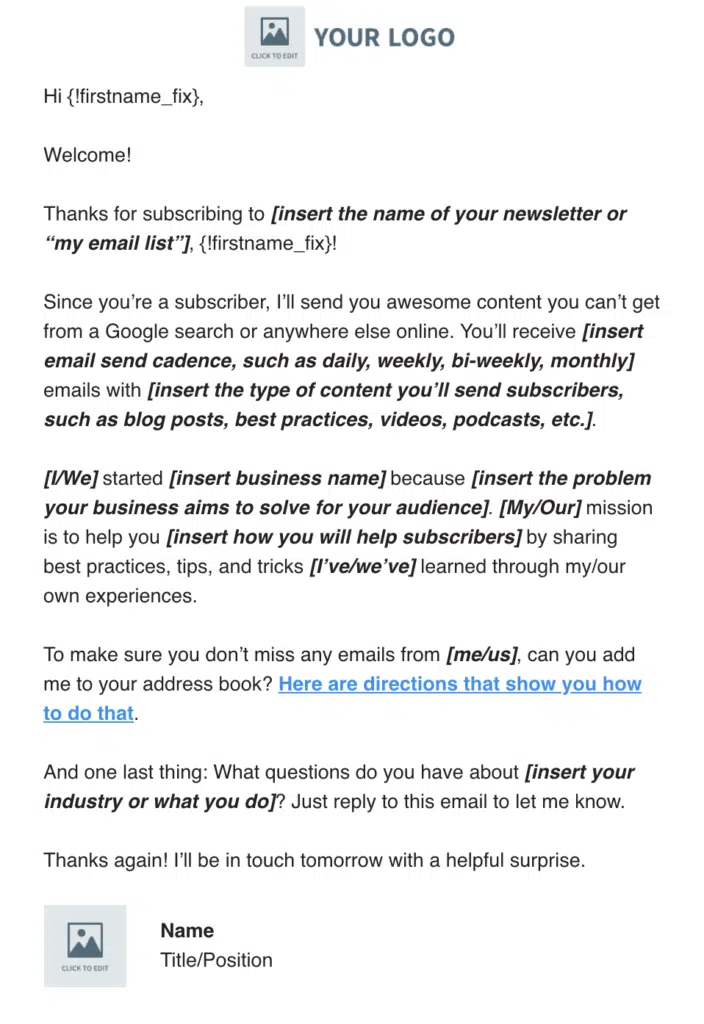 CLICK TO EDIT
YOUR LOGO
Hi {!firstname_fix},
Welcome!
Thanks for subscribing to [insert the name of your newsletter or
“my email list”], {!firstname_fix}!
Since you’re a subscriber, I’ll send you awesome content you can’t get
from a Google search or anywhere else online. You’ll receive [insert
email send cadence, such as daily, weekly, bi-weekly, monthly]
emails with [insert the type of content you’ll send subscribers,
such as blog posts, best practices, videos, podcasts, etc.].
[I/We] started [insert business name] because [insert the problem
your business aims to solve for your audience]. [My/Our] mission
is to help you [insert how you will help subscribers] by sharing
best practices, tips, and tricks [I’ve/we’ve] learned through my/our
own experiences.
To make sure you don’t miss any emails from [me/us], can you add
me to your address book? Here are directions that show you how
to do that.
And one last thing: What questions do you have about [insert your
industry or what you do]? Just reply to this email to let me know.
Thanks again! I’ll be in touch tomorrow with a helpful surprise.
CLICK TO EDIT
Name
Title/Position